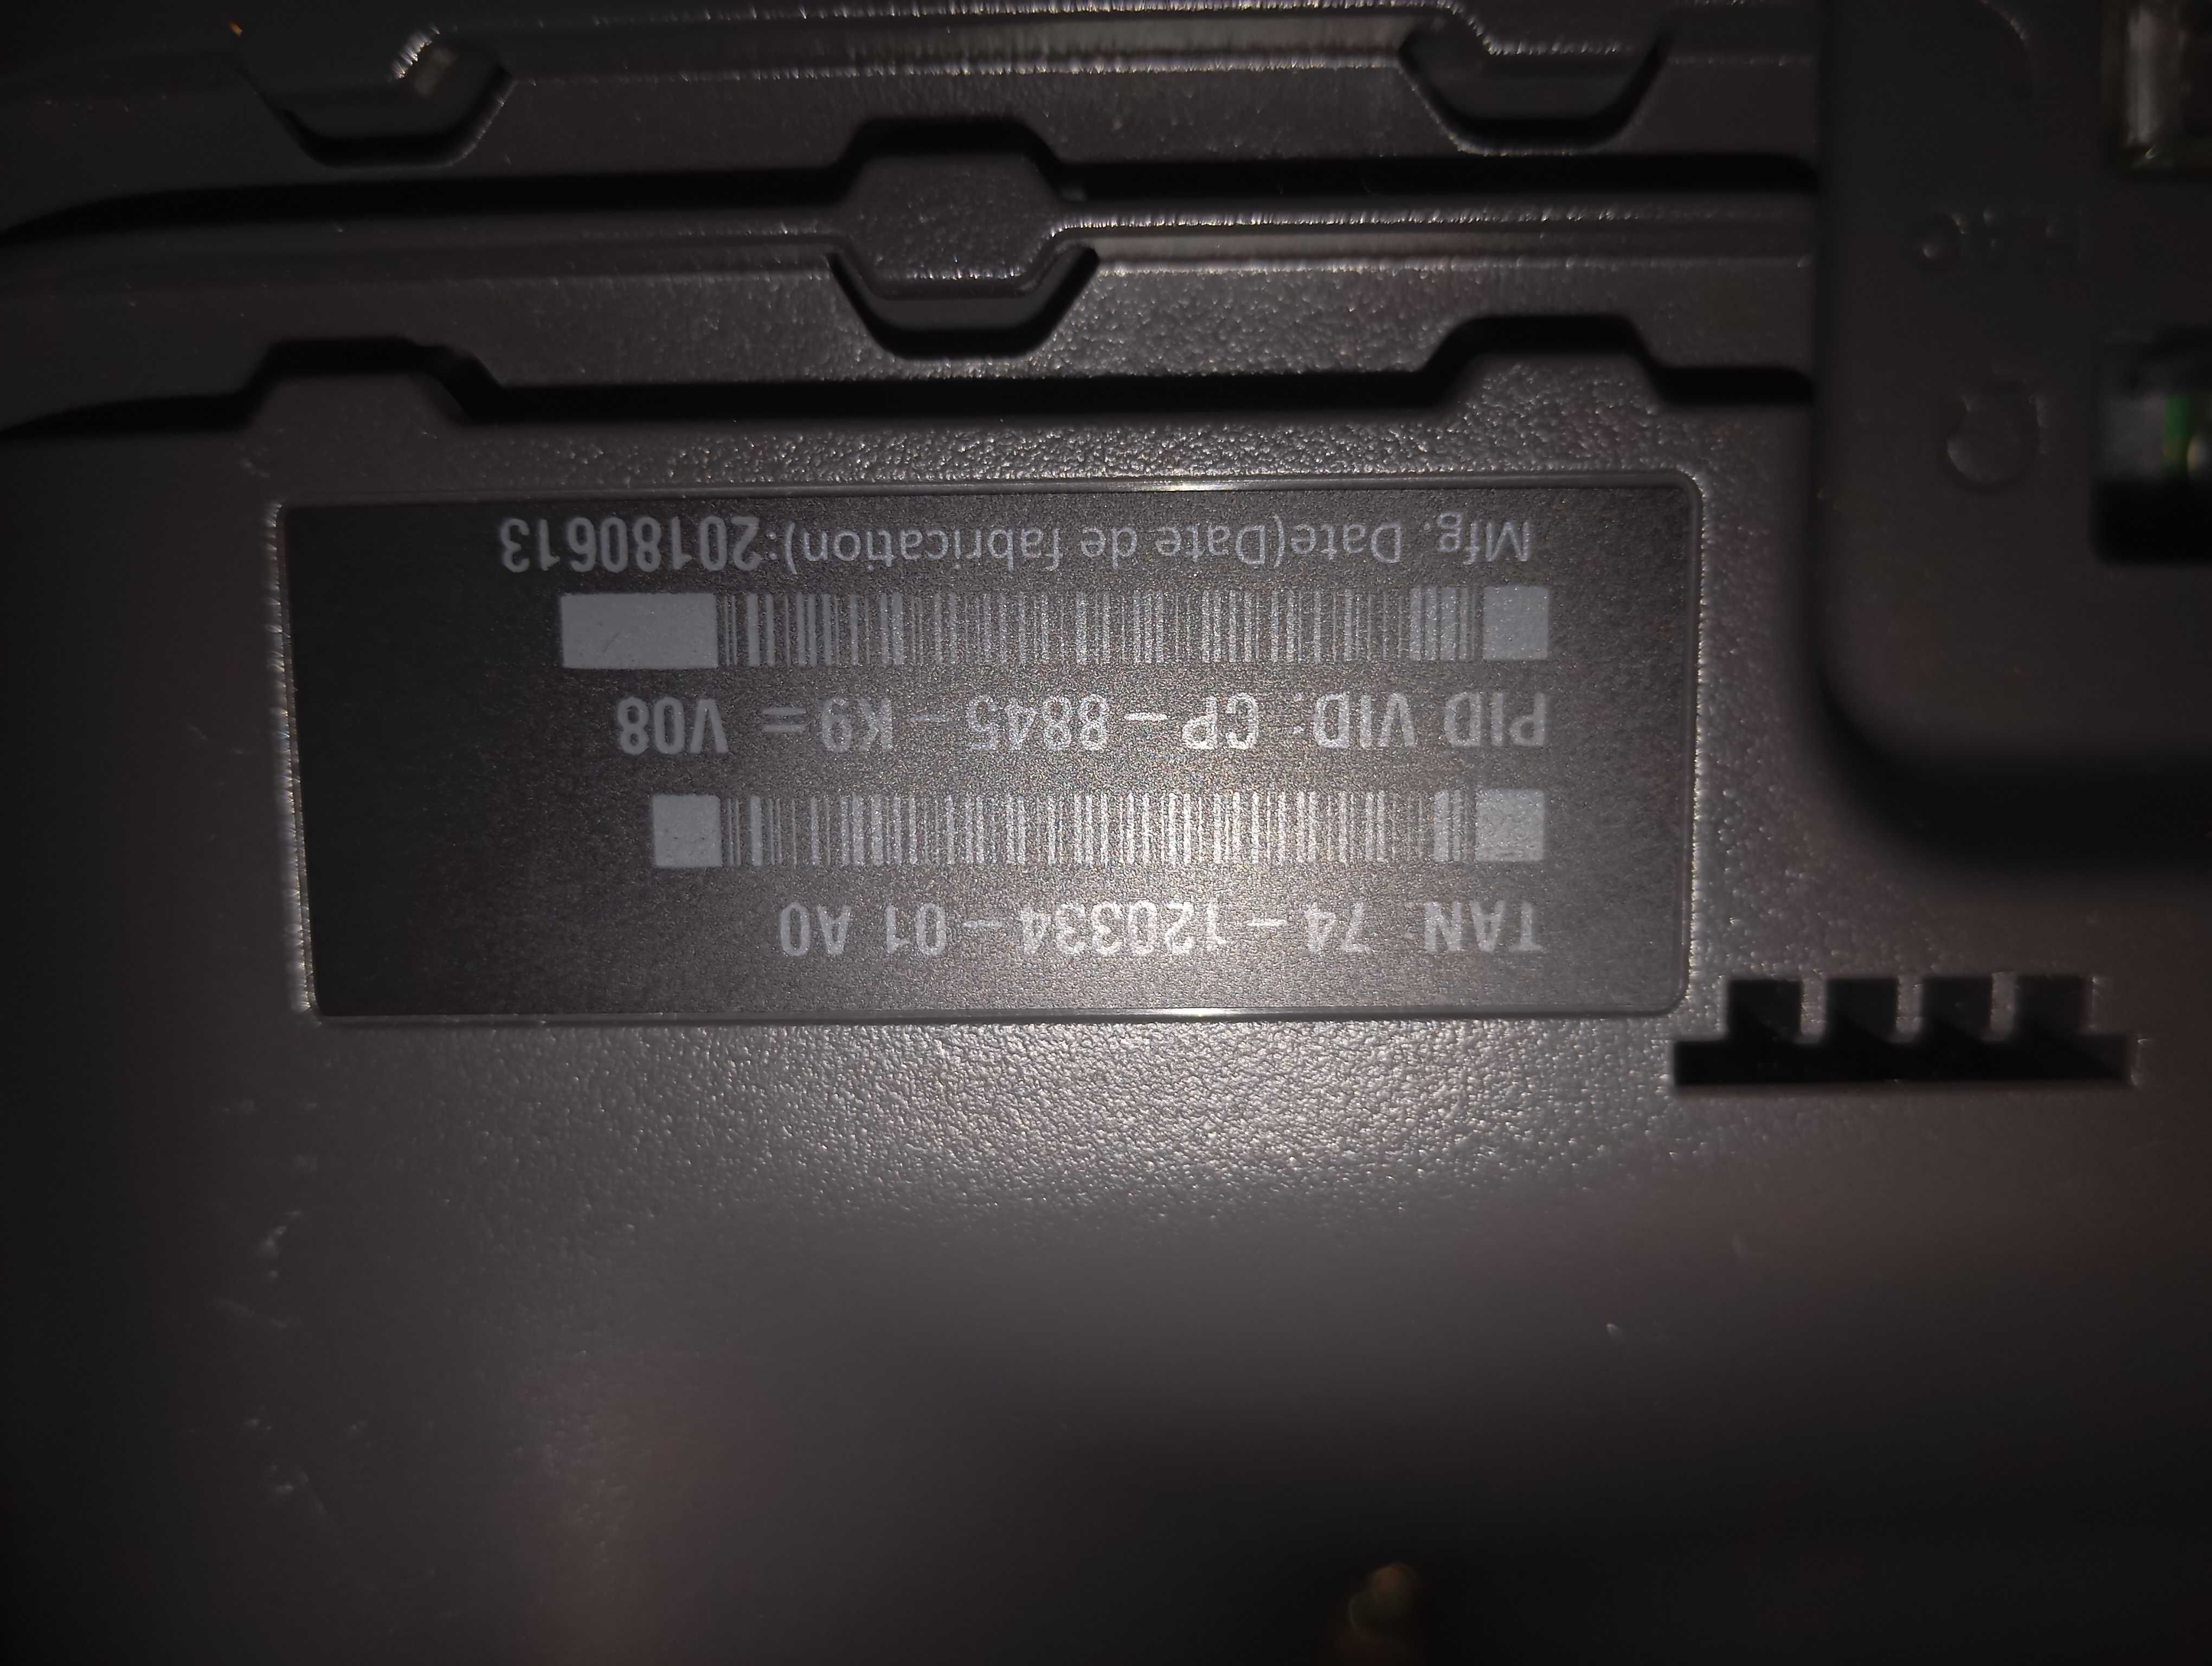 TAN 74-120334-01 A0
PID VID: CP-8845-K9= V08
Mfg. Date(Date de fabrication):20180613